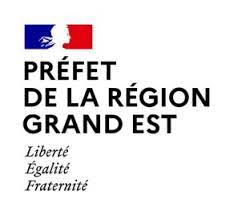 PRÉFET
DE LA RÉGION
GRAND EST
Liberté
Égalité
Fraternité